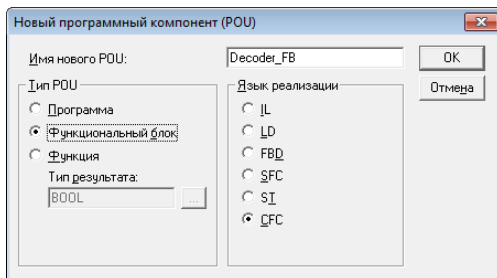 Новый программный компонент (POU)
Имя нового POU:
Decoder_FB
OK
Отмена
Тип POU
Программа
Функциональный блок
Функция
Тип результата:
BOOL
...
Язык реализации
IL
LD
FBD
SFC
ST
CFC